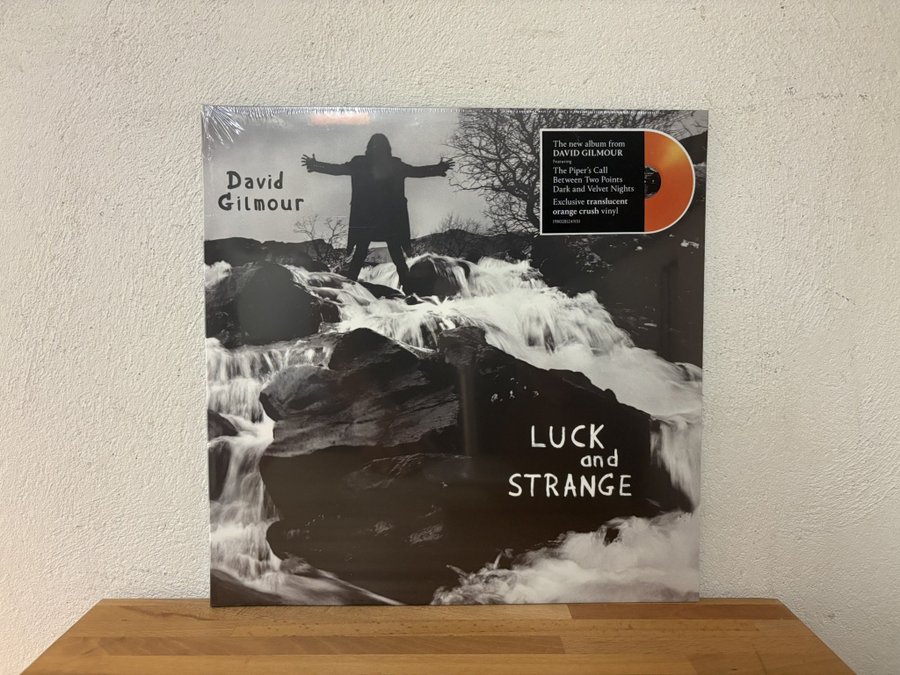 David
Gilmour
The new album from
DAVID GILMOUR
Featuring
The Piper's Call
Between Two Points
Dark and Velvet Nights
Exclusive translucent
orange crush vinyl
LUCK
and
STRANGE